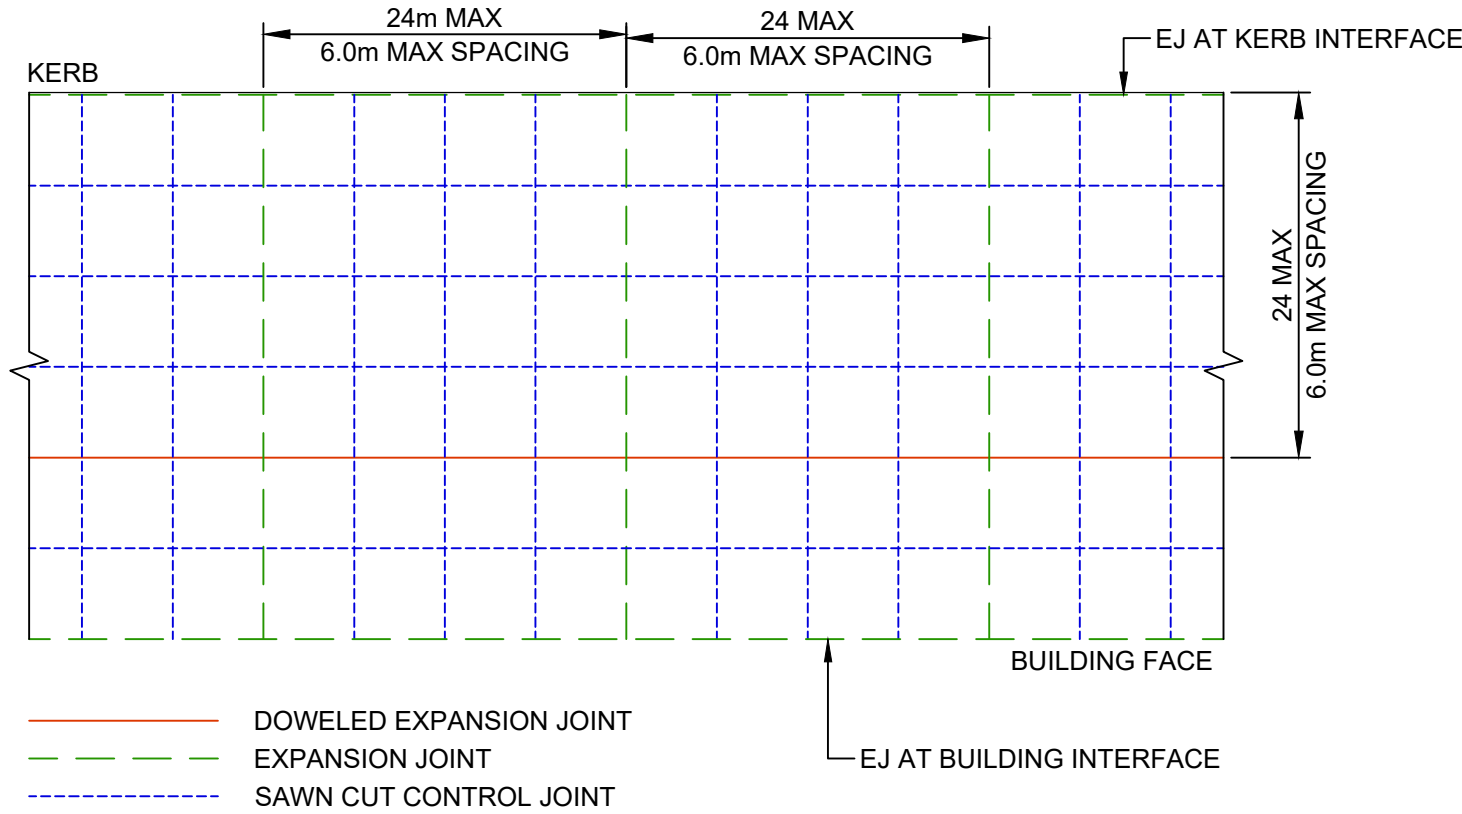 24m MAX
6.0m MAX SPACING
24 MAX
6.0m MAX SPACING
EJ AT KERB INTERFACE
KERB
24 MAX
6.0m MAX SPACING
BUILDING FACE
DOWELED EXPANSION JOINT
EXPANSION JOINT
EJ AT BUILDING INTERFACE
SAWN CUT CONTROL JOINT